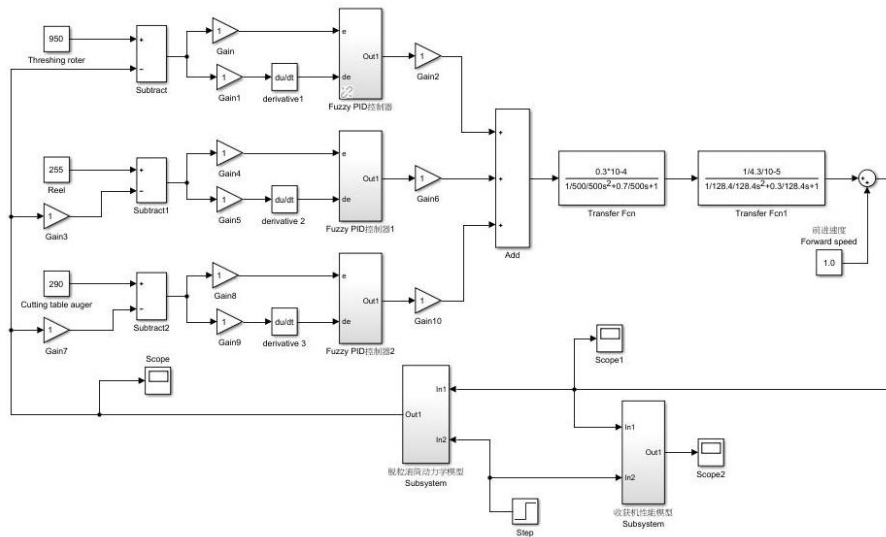 950
Threshing roter
+
−
Subtract
1
Gain
1
Gain1
du/dt
derivative1
e
de
Out1
Fuzzy PID控制器
1
Gain2
255
Reel
+
−
Subtract1
1
Gain3
1
Gain4
1
Gain5
du/dt
derivative 2
e
de
Out1
Fuzzy PID控制器1
1
Gain6
290
Cutting table auger
+
−
Subtract2
1
Gain7
1
Gain8
1
Gain9
du/dt
derivative 3
e
de
Out1
Fuzzy PID控制器2
1
Gain10
+
+
+
Add
0.3*10-4
1/500/500s²+0.7/500s+1
Transfer Fcn
1/4.3/10-5
1/128.4/128.4s²+0.3/128.4s+1
Transfer Fcn1
+
+
前进速度
Forward speed
1.0
Scope
Scope1
In1
Out1
In2
脱粒滚筒动力学模型
Subsystem
In1
Out1
In2
收获机性能模型
Subsystem
Scope2
Step